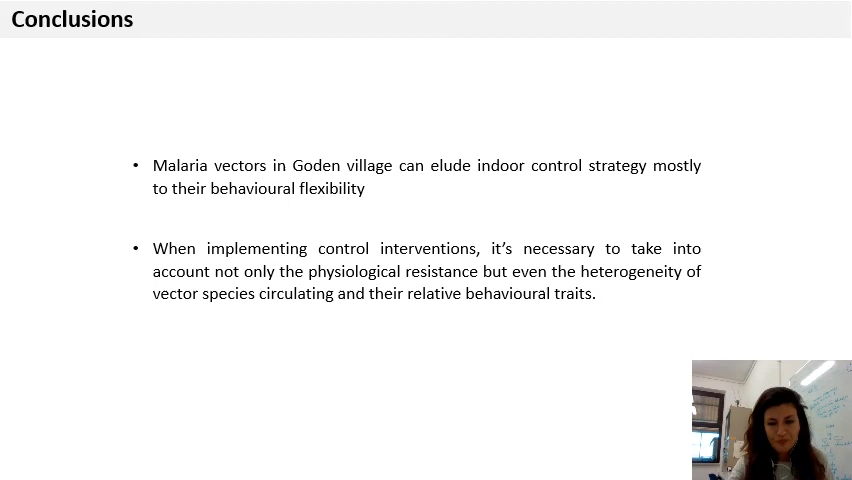 Conclusions
• Malaria vectors in Goden village can elude indoor control strategy mostly
to their behavioural flexibility
• When implementing control interventions, it’s necessary to take into
account not only the physiological resistance but even the heterogeneity of
vector species circulating and their relative behavioural traits.